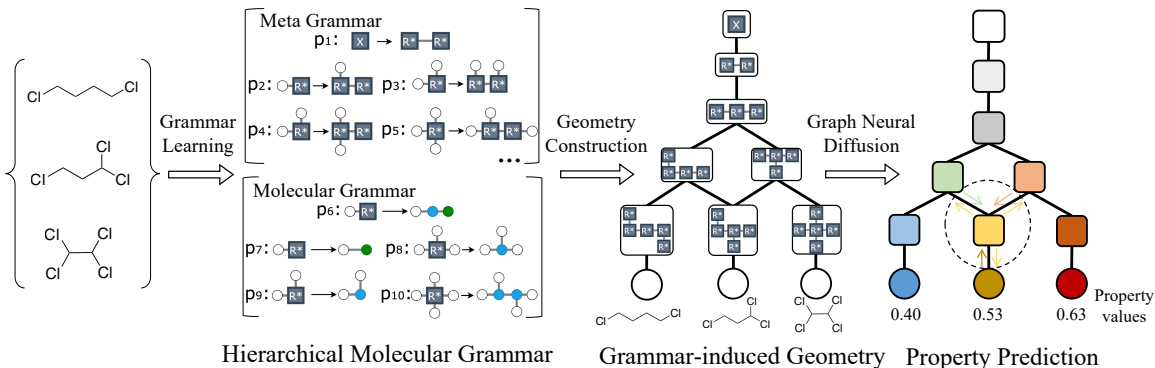 Cl
Cl
Cl
Cl
Cl
Cl
Cl
Cl
Cl
Grammar
Learning
Meta Grammar
p1: X → R* R*
p2: R* → R* R*
p3: R* → R* R*
p4: R* → R* R*
p5: R* → R* R*
...
Molecular Grammar
p6: R* →
p7: R* →
p8: R* →
p9: R* →
p10: R* →
Hierarchical Molecular Grammar
Geometry
Construction
X
R* R*
R* R* R*
R*
R* R* R*
R* R* R*
R*
R*
R* R* R*
R*
R*
R* R* R*
R*
R*
R* R* R*
R*
Cl
Cl
Cl
Cl
Cl
Cl
Cl
Cl
Cl
Grammar-induced Geometry
Graph Neural
Diffusion
0.40
0.53
0.63
Property
values
Property Prediction